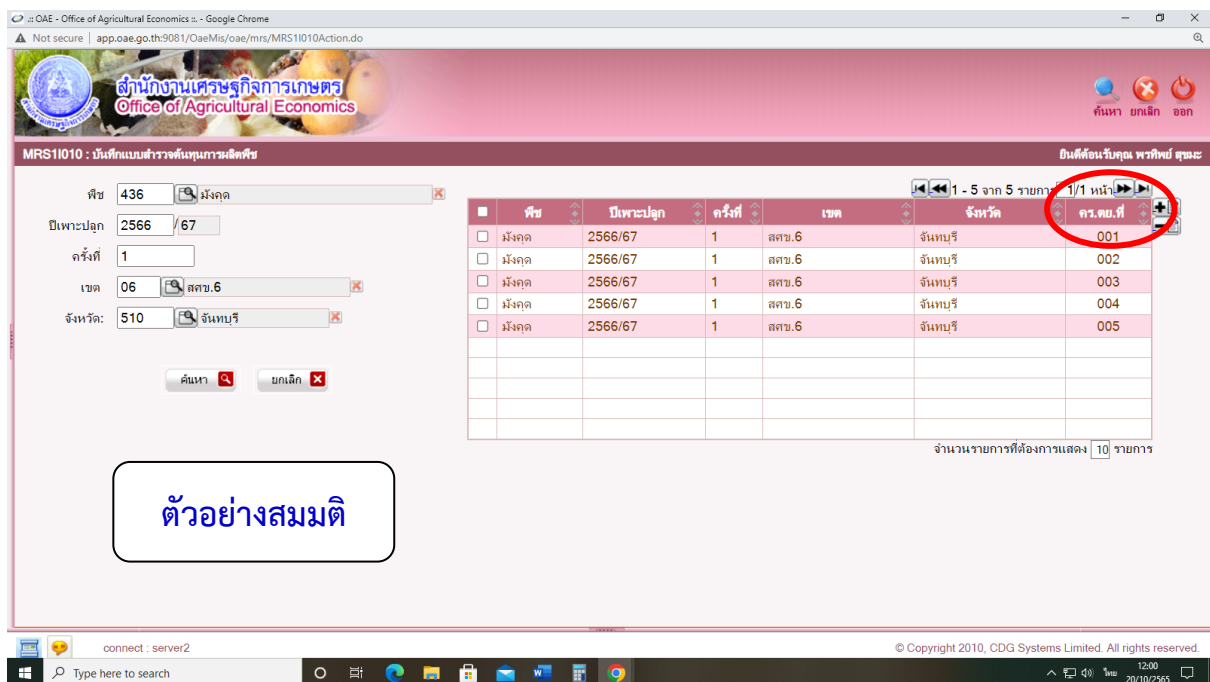 .:: OAE - Office of Agricultural Economics ::. - Google Chrome
Not secure | app.oae.go.th:9081/OaeMis/oae/mrs/MRS1I010Action.do
สำนักงานเศรษฐกิจการเกษตร
Office of Agricultural Economics
ค้นหา ยกเลิก ออก
MRS1I010 : บันทึกแบบสำรวจต้นทุนการผลิตพืช
ยินดีต้อนรับคุณ พรทิพย์ สุขมะ
พืช 436 มังคุด
ปีเพาะปลูก 2566 / 67
ครั้งที่ 1
เขต 06 สศข.6
จังหวัด: 510 จันทบุรี
ค้นหา ยกเลิก
1 - 5 จาก 5 รายการ 1/1 หน้า
พืช ปีเพาะปลูก ครั้งที่ เขต จังหวัด คร.ตย.ที่
มังคุด 2566/67 1 สศข.6 จันทบุรี 001
มังคุด 2566/67 1 สศข.6 จันทบุรี 002
มังคุด 2566/67 1 สศข.6 จันทบุรี 003
มังคุด 2566/67 1 สศข.6 จันทบุรี 004
มังคุด 2566/67 1 สศข.6 จันทบุรี 005
จำนวนรายการที่ต้องการแสดง 10 รายการ
ตัวอย่างสมมติ
connect : server2
© Copyright 2010, CDG Systems Limited. All rights reserved.
Type here to search
ไทย
12:00
20/10/2565